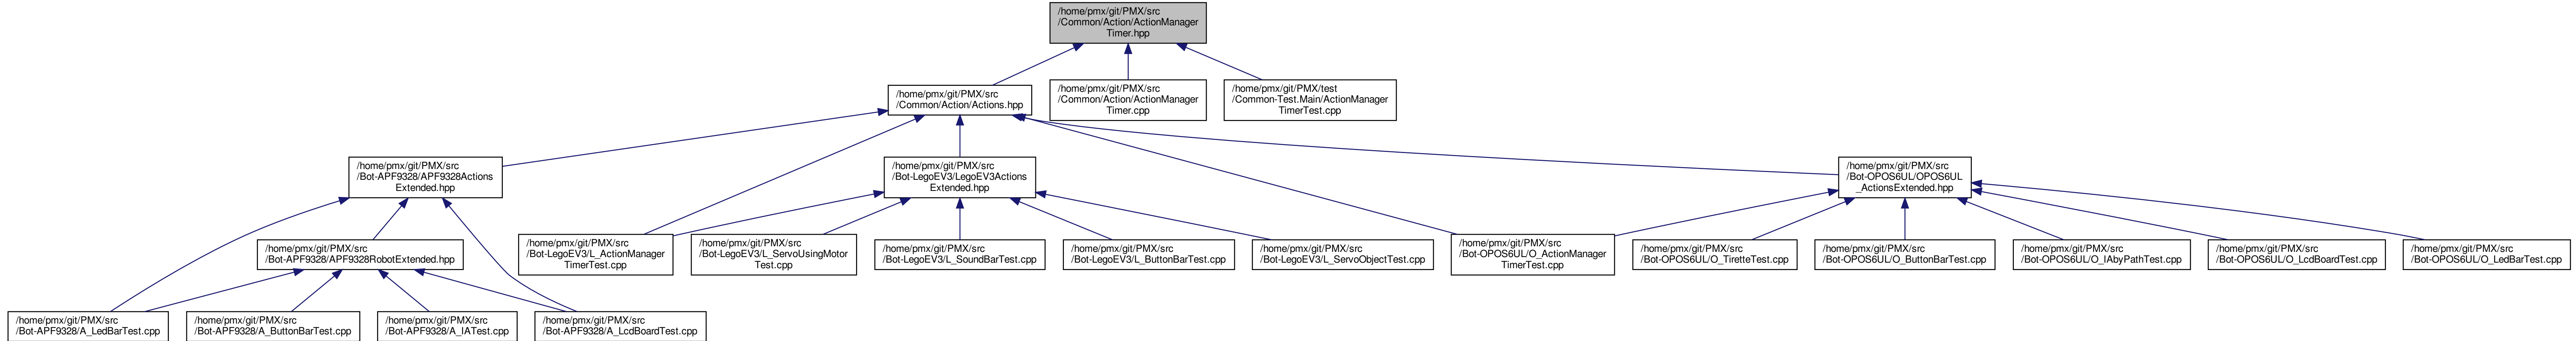 /home/pmx/git/PMX/src
/Common/Action/ActionManager
Timer.hpp
/home/pmx/git/PMX/src
/Common/Action/Actions.hpp
/home/pmx/git/PMX/src
/Common/Action/ActionManager
Timer.cpp
/home/pmx/git/PMX/test
/Common-Test.Main/ActionManager
TimerTest.cpp
/home/pmx/git/PMX/src
/Bot-APF9328/APF9328Actions
Extended.hpp
/home/pmx/git/PMX/src
/Bot-LegoEV3/LegoEV3Actions
Extended.hpp
/home/pmx/git/PMX/src
/Bot-OPOS6UL/OPOS6UL
_ActionsExtended.hpp
/home/pmx/git/PMX/src
/Bot-APF9328/APF9328RobotExtended.hpp
/home/pmx/git/PMX/src
/Bot-LegoEV3/L_ActionManager
TimerTest.cpp
/home/pmx/git/PMX/src
/Bot-LegoEV3/L_ServoUsingMotor
Test.cpp
/home/pmx/git/PMX/src
/Bot-LegoEV3/L_SoundBarTest.cpp
/home/pmx/git/PMX/src
/Bot-LegoEV3/L_ButtonBarTest.cpp
/home/pmx/git/PMX/src
/Bot-LegoEV3/L_ServoObjectTest.cpp
/home/pmx/git/PMX/src
/Bot-OPOS6UL/O_ActionManager
TimerTest.cpp
/home/pmx/git/PMX/src
/Bot-OPOS6UL/O_TiretteTest.cpp
/home/pmx/git/PMX/src
/Bot-OPOS6UL/O_ButtonBarTest.cpp
/home/pmx/git/PMX/src
/Bot-OPOS6UL/O_IAbyPathTest.cpp
/home/pmx/git/PMX/src
/Bot-OPOS6UL/O_LcdBoardTest.cpp
/home/pmx/git/PMX/src
/Bot-OPOS6UL/O_LedBarTest.cpp
/home/pmx/git/PMX/src
/Bot-APF9328/A_LedBarTest.cpp
/home/pmx/git/PMX/src
/Bot-APF9328/A_ButtonBarTest.cpp
/home/pmx/git/PMX/src
/Bot-APF9328/A_IATest.cpp
/home/pmx/git/PMX/src
/Bot-APF9328/A_LcdBoardTest.cpp